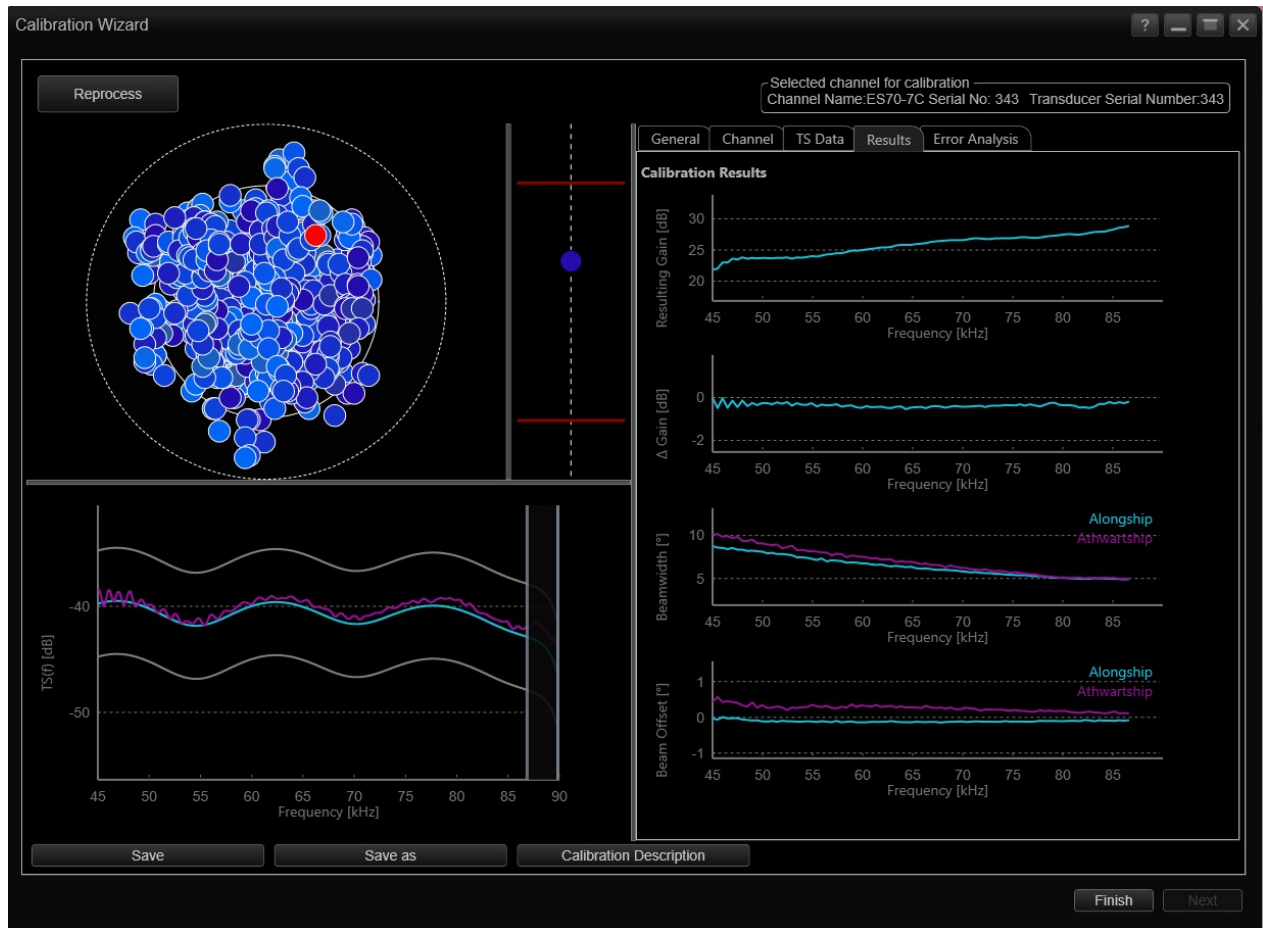 Calibration Wizard
?
Reprocess
Selected channel for calibration
Channel Name:ES70-7C Serial No: 343 Transducer Serial Number:343
General Channel TS Data Results Error Analysis
Calibration Results
Resulting Gain [dB]
30
25
20
45 50 55 60 65 70 75 80 85
Frequency [kHz]
Δ Gain [dB]
0
-2
45 50 55 60 65 70 75 80 85
Frequency [kHz]
Beamwidth [°]
10
5
Alongship
Athwartship
45 50 55 60 65 70 75 80 85
Frequency [kHz]
Beam Offset [°]
1
0
-1
Alongship
Athwartship
45 50 55 60 65 70 75 80 85
Frequency [kHz]
TS(f) [dB]
-40
-50
45 50 55 60 65 70 75 80 85 90
Frequency [kHz]
Save Save as Calibration Description
Finish Next